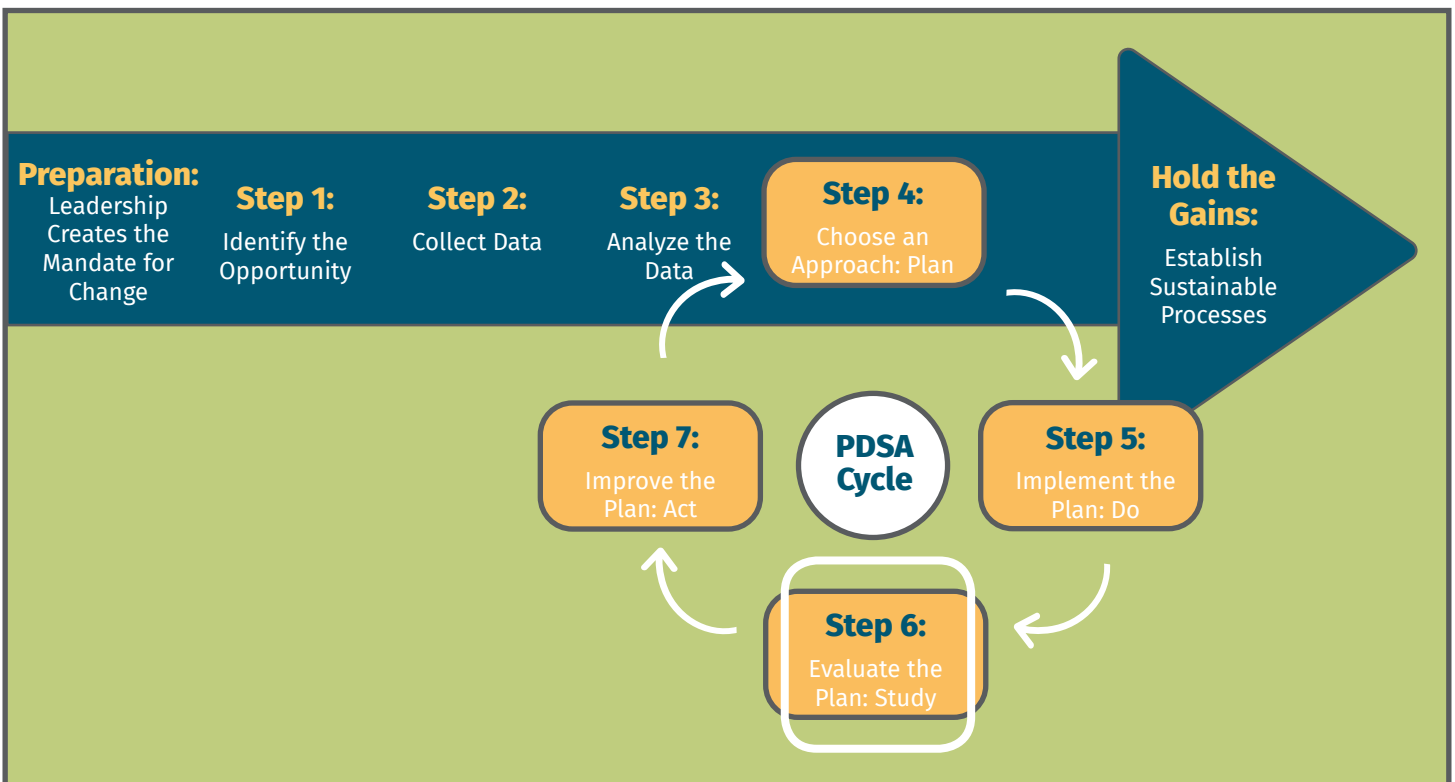 Preparation:
Leadership
Creates the
Mandate for
Change
Step 1:
Identify the
Opportunity
Step 2:
Collect Data
Step 3:
Analyze the
Data
Step 4:
Choose an
Approach: Plan
Hold the
Gains:
Establish
Sustainable
Processes
Step 5:
Implement the
Plan: Do
Step 6:
Evaluate the
Plan: Study
Step 7:
Improve the
Plan: Act
PDSA
Cycle